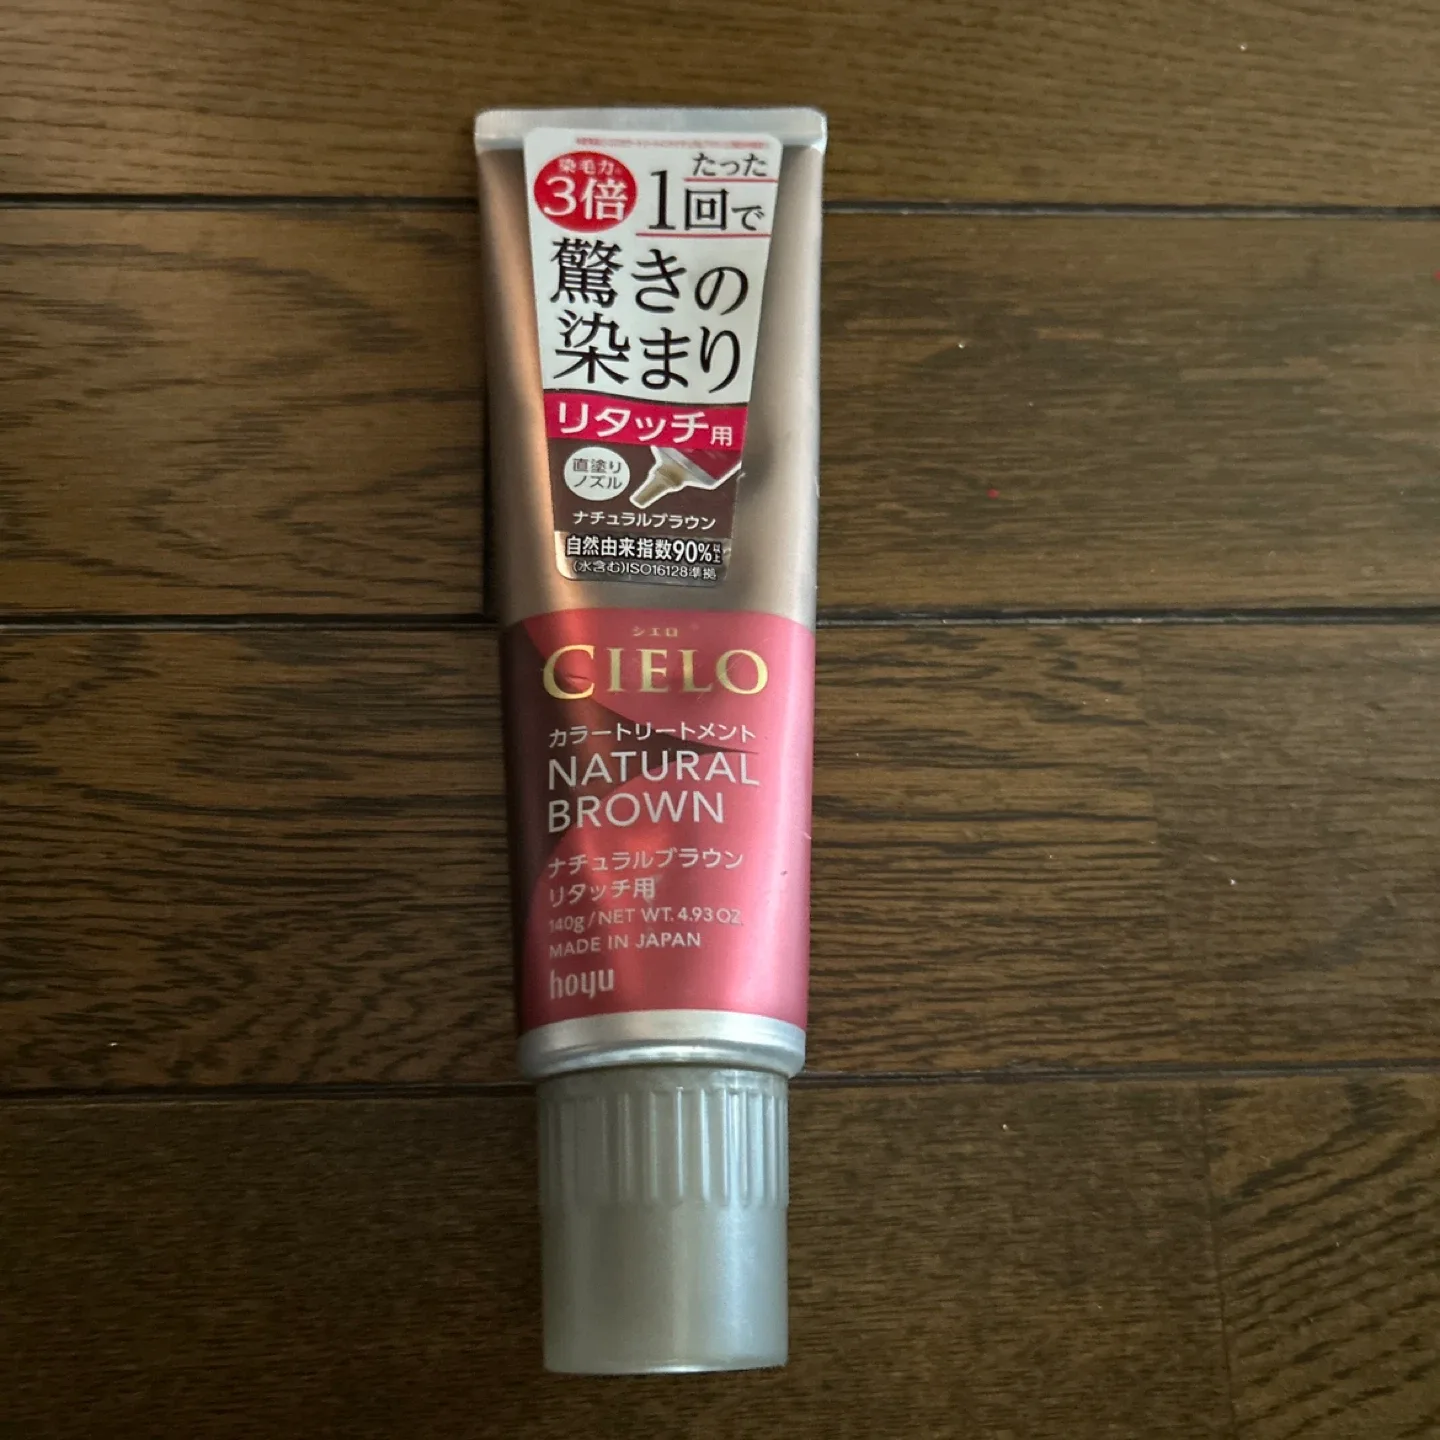 染毛力*
3倍
たった
1回で
驚きの
染まり
リタッチ用
直塗り
ノズル
ナチュラルブラウン
自然由来指数90%以上
(水含む)ISO16128準拠
シエロ
CIELO
カラートリートメント
NATURAL
BROWN
ナチュラルブラウン
リタッチ用
140g/NET WT. 4.93 OZ.
MADE IN JAPAN
hoyu